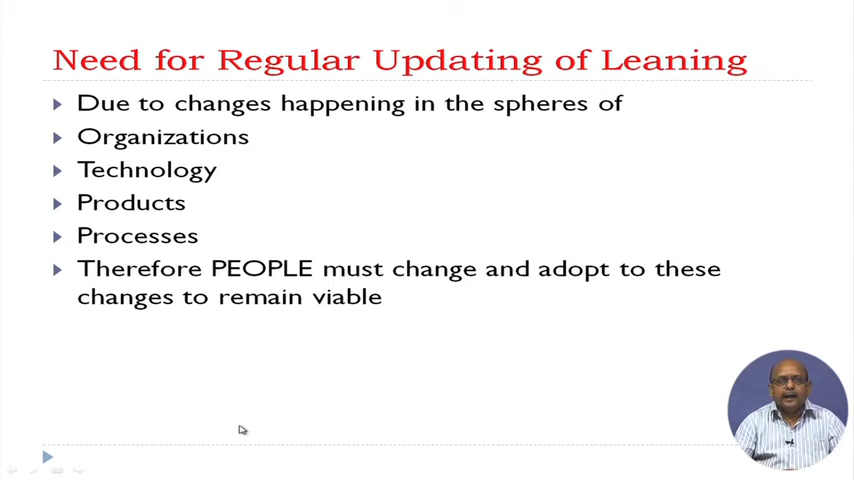 Need for Regular Updating of Leaning
Due to changes happening in the spheres of
Organizations
Technology
Products
Processes
Therefore PEOPLE must change and adopt to these
changes to remain viable